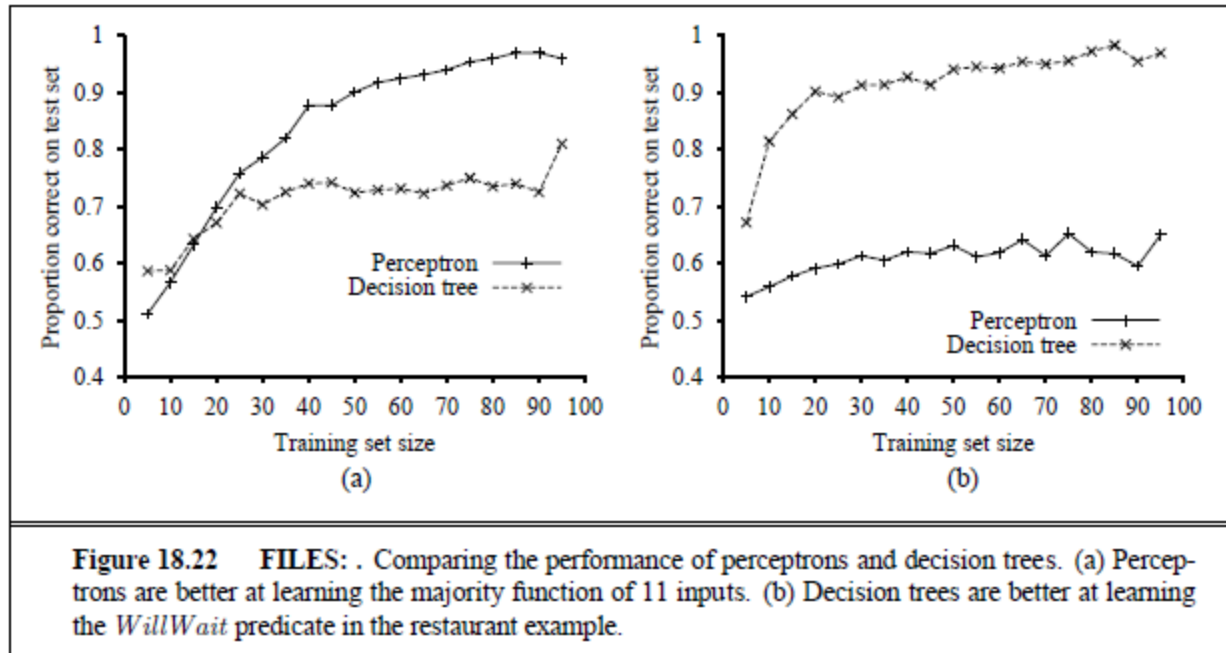 Proportion correct on test set
1
0.9
0.8
0.7
0.6
0.5
0.4
Perceptron
Decision tree
0 10 20 30 40 50 60 70 80 90 100
Training set size
(a)
Proportion correct on test set
1
0.9
0.8
0.7
0.6
0.5
0.4
Perceptron
Decision tree
0 10 20 30 40 50 60 70 80 90 100
Training set size
(b)
Figure 18.22 FILES: . Comparing the performance of perceptrons and decision trees. (a) Percep-
trons are better at learning the majority function of 11 inputs. (b) Decision trees are better at learning
the WillWait predicate in the restaurant example.